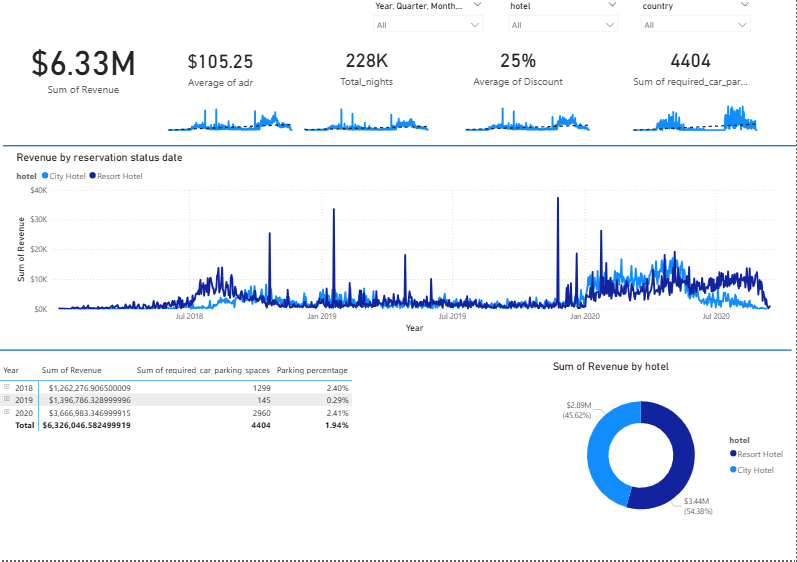 Year, Quarter, Month,... hotel country
All All All
$6.33M $105.25 228K 25% 4404
Sum of Revenue Average of adr Total_nights Average of Discount Sum of required_car_par...
Revenue by reservation status date
hotel City Hotel Resort Hotel
$40K
$30K
$20K
$10K
$0K
Sum of Revenue
Jul 2018 Jan 2019 Jul 2019 Jan 2020 Jul 2020
Year
Year Sum of Revenue Sum of required_car_parking_spaces Parking percentage
2018 $1,262,276.906500009 1299 2.40%
2019 $1,396,786.328999996 145 0.29%
2020 $3,666,983.346999915 2960 2.41%
Total $6,326,046.582499919 4404 1.94%
Sum of Revenue by hotel
$2.89M
(45.62%)
$3.44M
(54.38%)
hotel
Resort Hotel
City Hotel